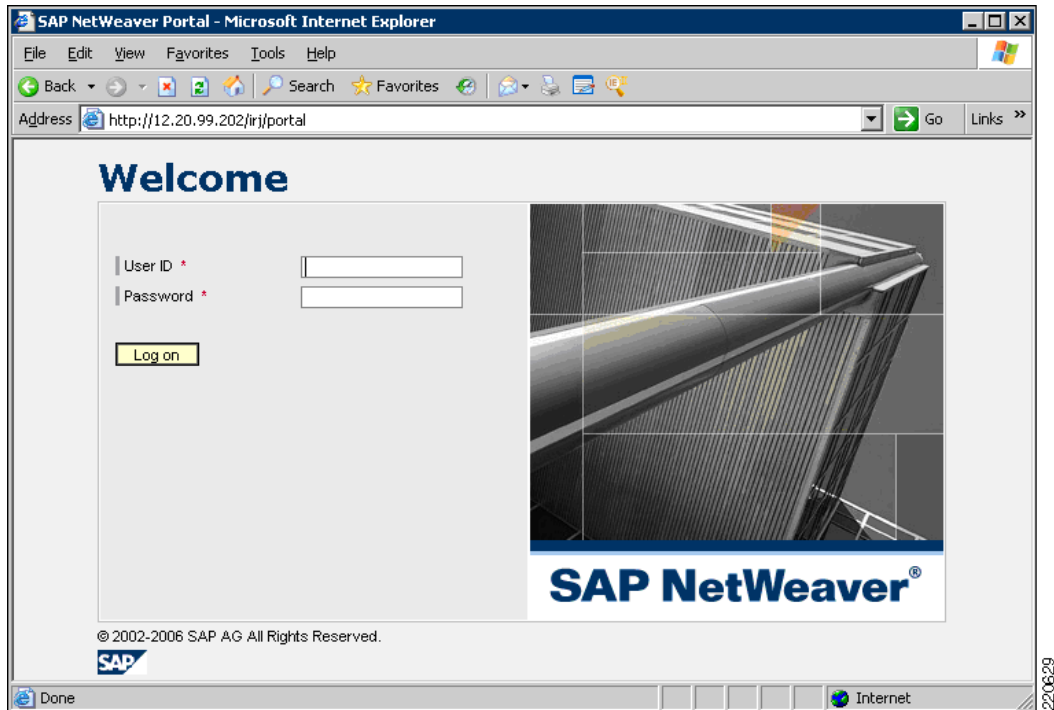 SAP NetWeaver Portal - Microsoft Internet Explorer
File Edit View Favorites Tools Help
Back Search Favorites
Address http://12.20.99.202/irj/portal Go Links »
Welcome
User ID *
Password *
Log on
SAP NetWeaver®
© 2002-2006 SAP AG All Rights Reserved.
SAP
Done Internet
220629